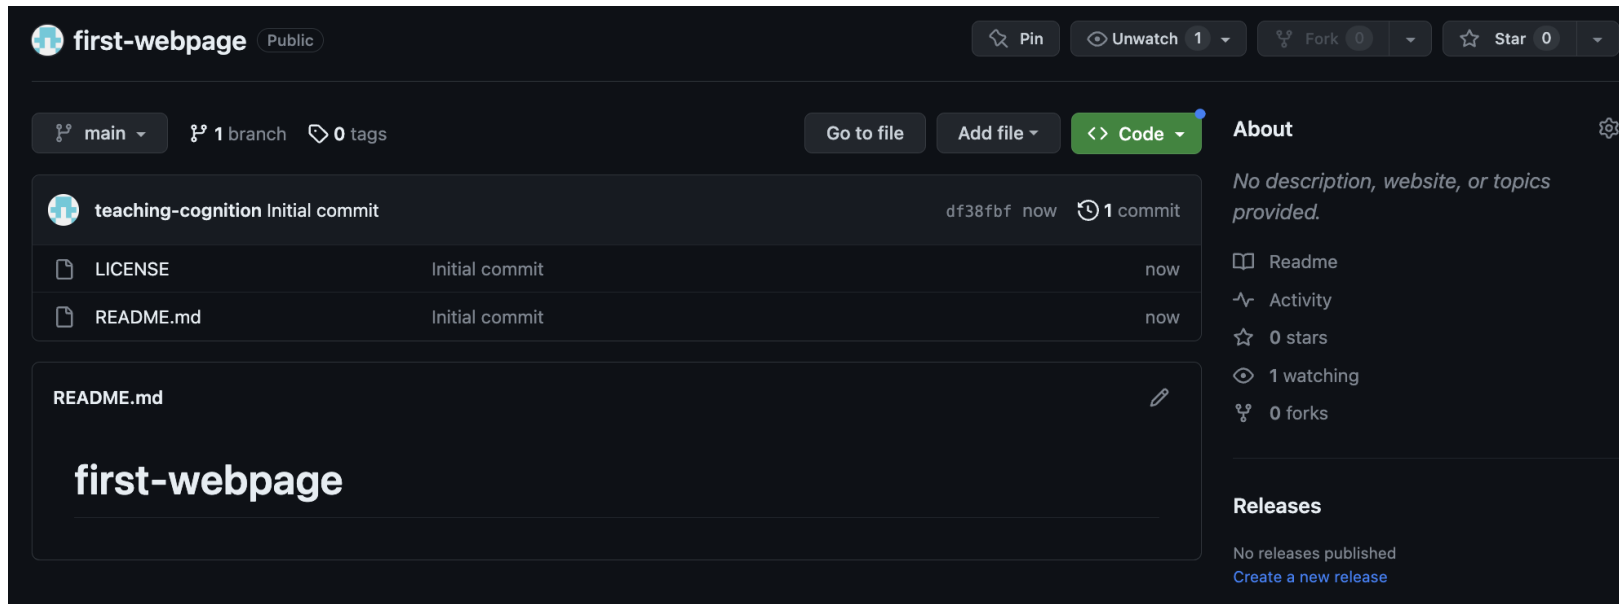 first-webpage Public
Pin
Unwatch 1
Fork 0
Star 0
main
1 branch
0 tags
Go to file
Add file
<> Code
teaching-cognition Initial commit
df38fbf now
1 commit
LICENSE Initial commit now
README.md Initial commit now
README.md
first-webpage
About
No description, website, or topics
provided.
Readme
Activity
0 stars
1 watching
0 forks
Releases
No releases published
Create a new release